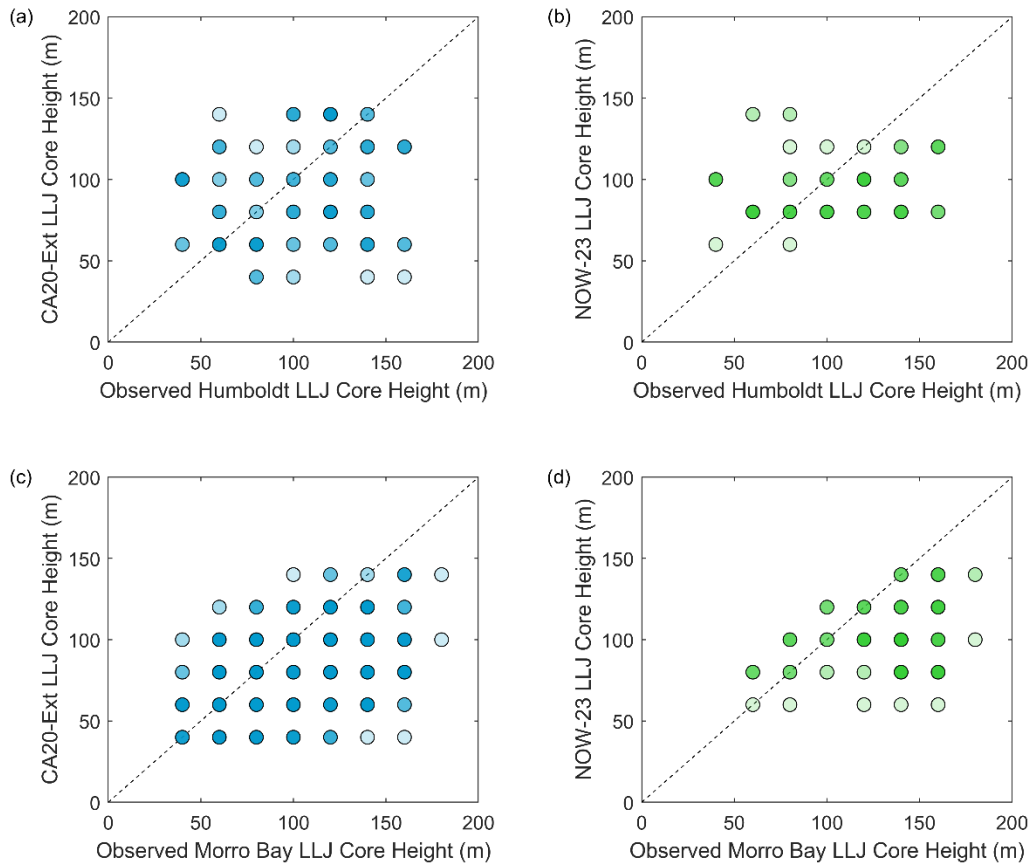 (a)
200
150
100
50
0
CA20-Ext LLJ Core Height (m)
0 50 100 150 200
Observed Humboldt LLJ Core Height (m)
(b)
200
150
100
50
0
NOW-23 LLJ Core Height (m)
0 50 100 150 200
Observed Humboldt LLJ Core Height (m)
(c)
200
150
100
50
0
CA20-Ext LLJ Core Height (m)
0 50 100 150 200
Observed Morro Bay LLJ Core Height (m)
(d)
200
150
100
50
0
NOW-23 LLJ Core Height (m)
0 50 100 150 200
Observed Morro Bay LLJ Core Height (m)